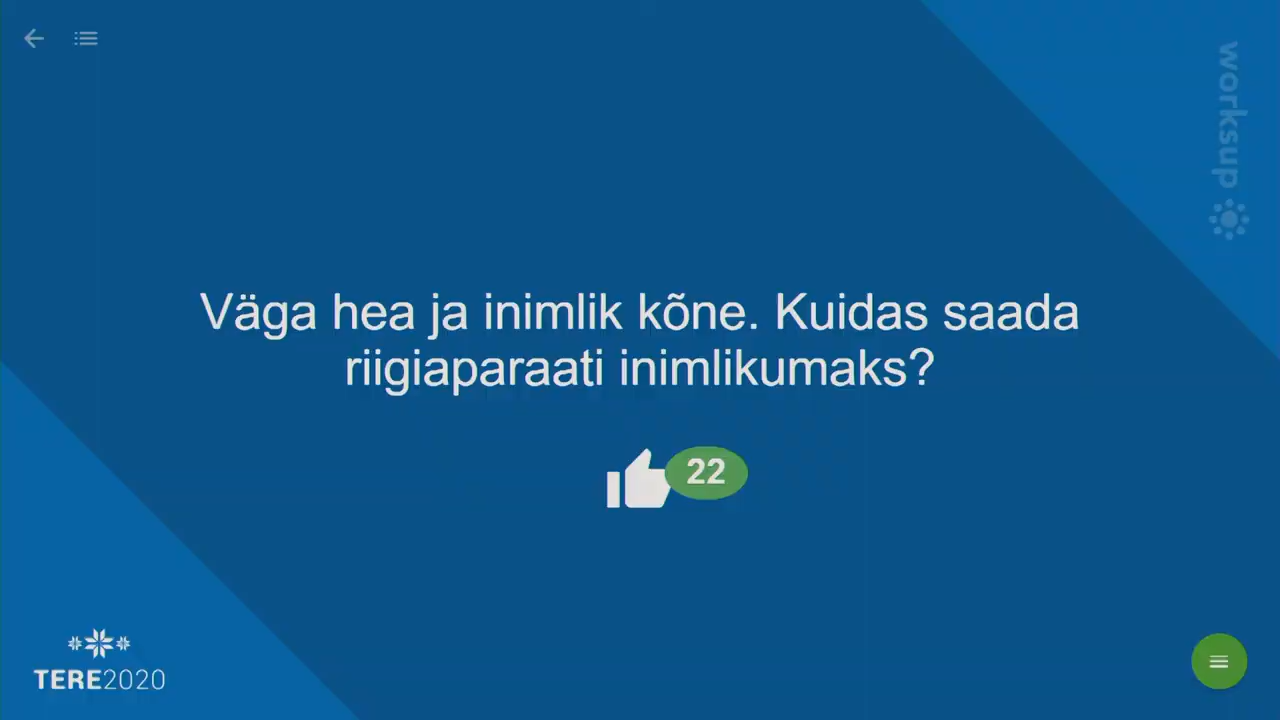 worksup
Väga hea ja inimlik kõne. Kuidas saada
riigiaparaati inimlikumaks?
22
TERE2020